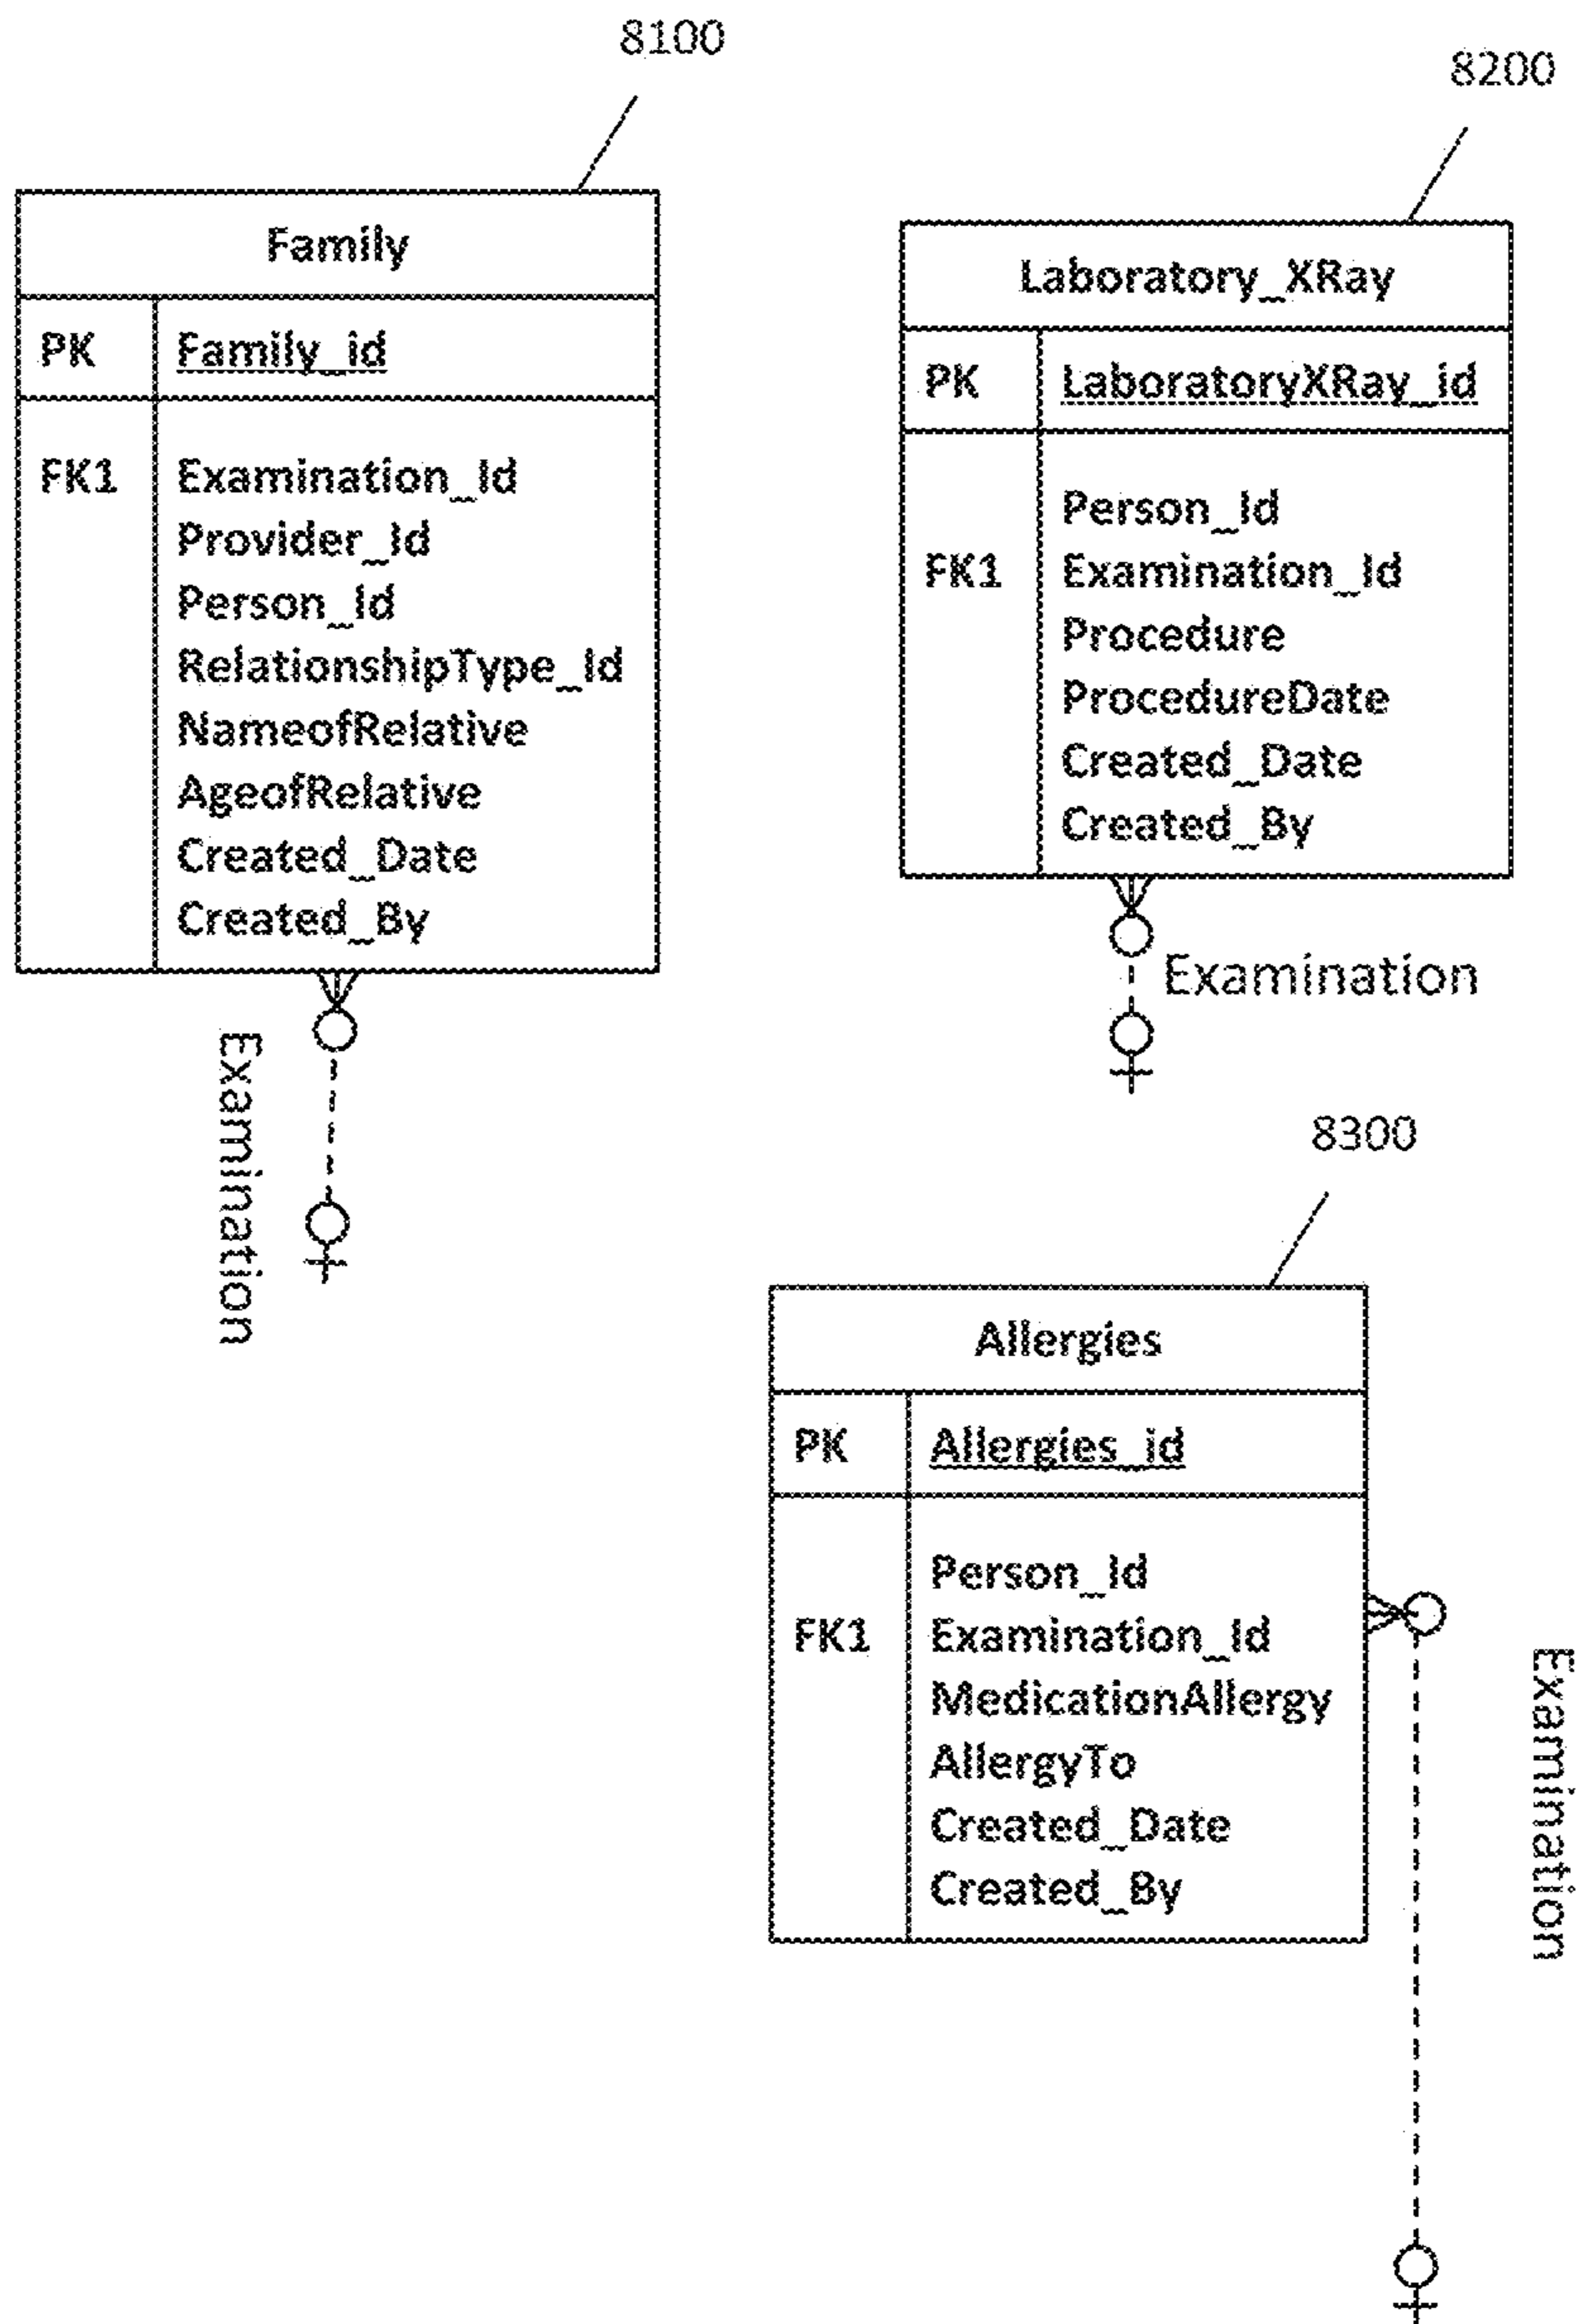 8100
Family
PK Family_id
FK1 Examination_Id
Provider_Id
Person_Id
RelationshipType_Id
NameofRelative
AgeofRelative
Created_Date
Created_By
Examination
8200
Laboratory_XRay
PK LaboratoryXRay_id
Person_Id
FK1 Examination_Id
Procedure
ProcedureDate
Created_Date
Created_By
Examination
8300
Allergies
PK Allergies_id
Person_Id
FK1 Examination_Id
MedicationAllergy
AllergyTo
Created_Date
Created_By
Examination